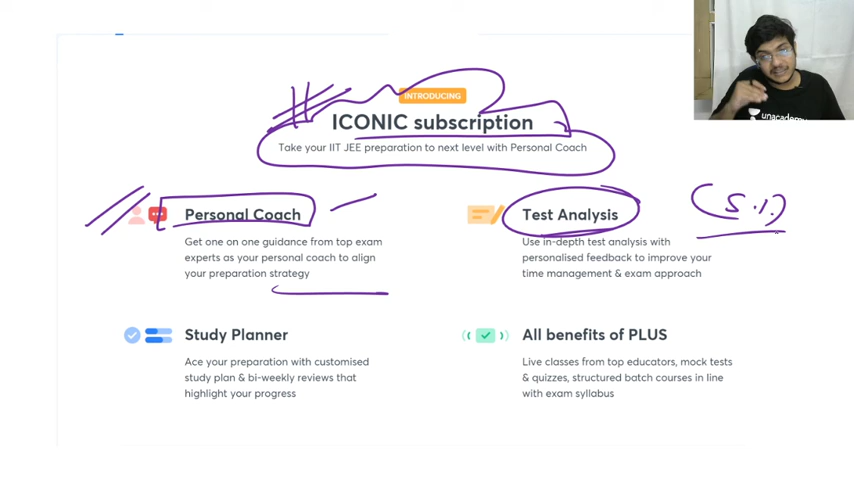 INTRODUCING
ICONIC subscription
Take your IIT JEE preparation to next level with Personal Coach
Personal Coach
Get one on one guidance from top exam
experts as your personal coach to align
your preparation strategy
Test Analysis
Use in-depth test analysis with
personalised feedback to improve your
time management & exam approach
(5%)
Study Planner
Ace your preparation with customised
study plan & bi-weekly reviews that
highlight your progress
All benefits of PLUS
Live classes from top educators, mock tests
& quizzes, structured batch courses in line
with exam syllabus